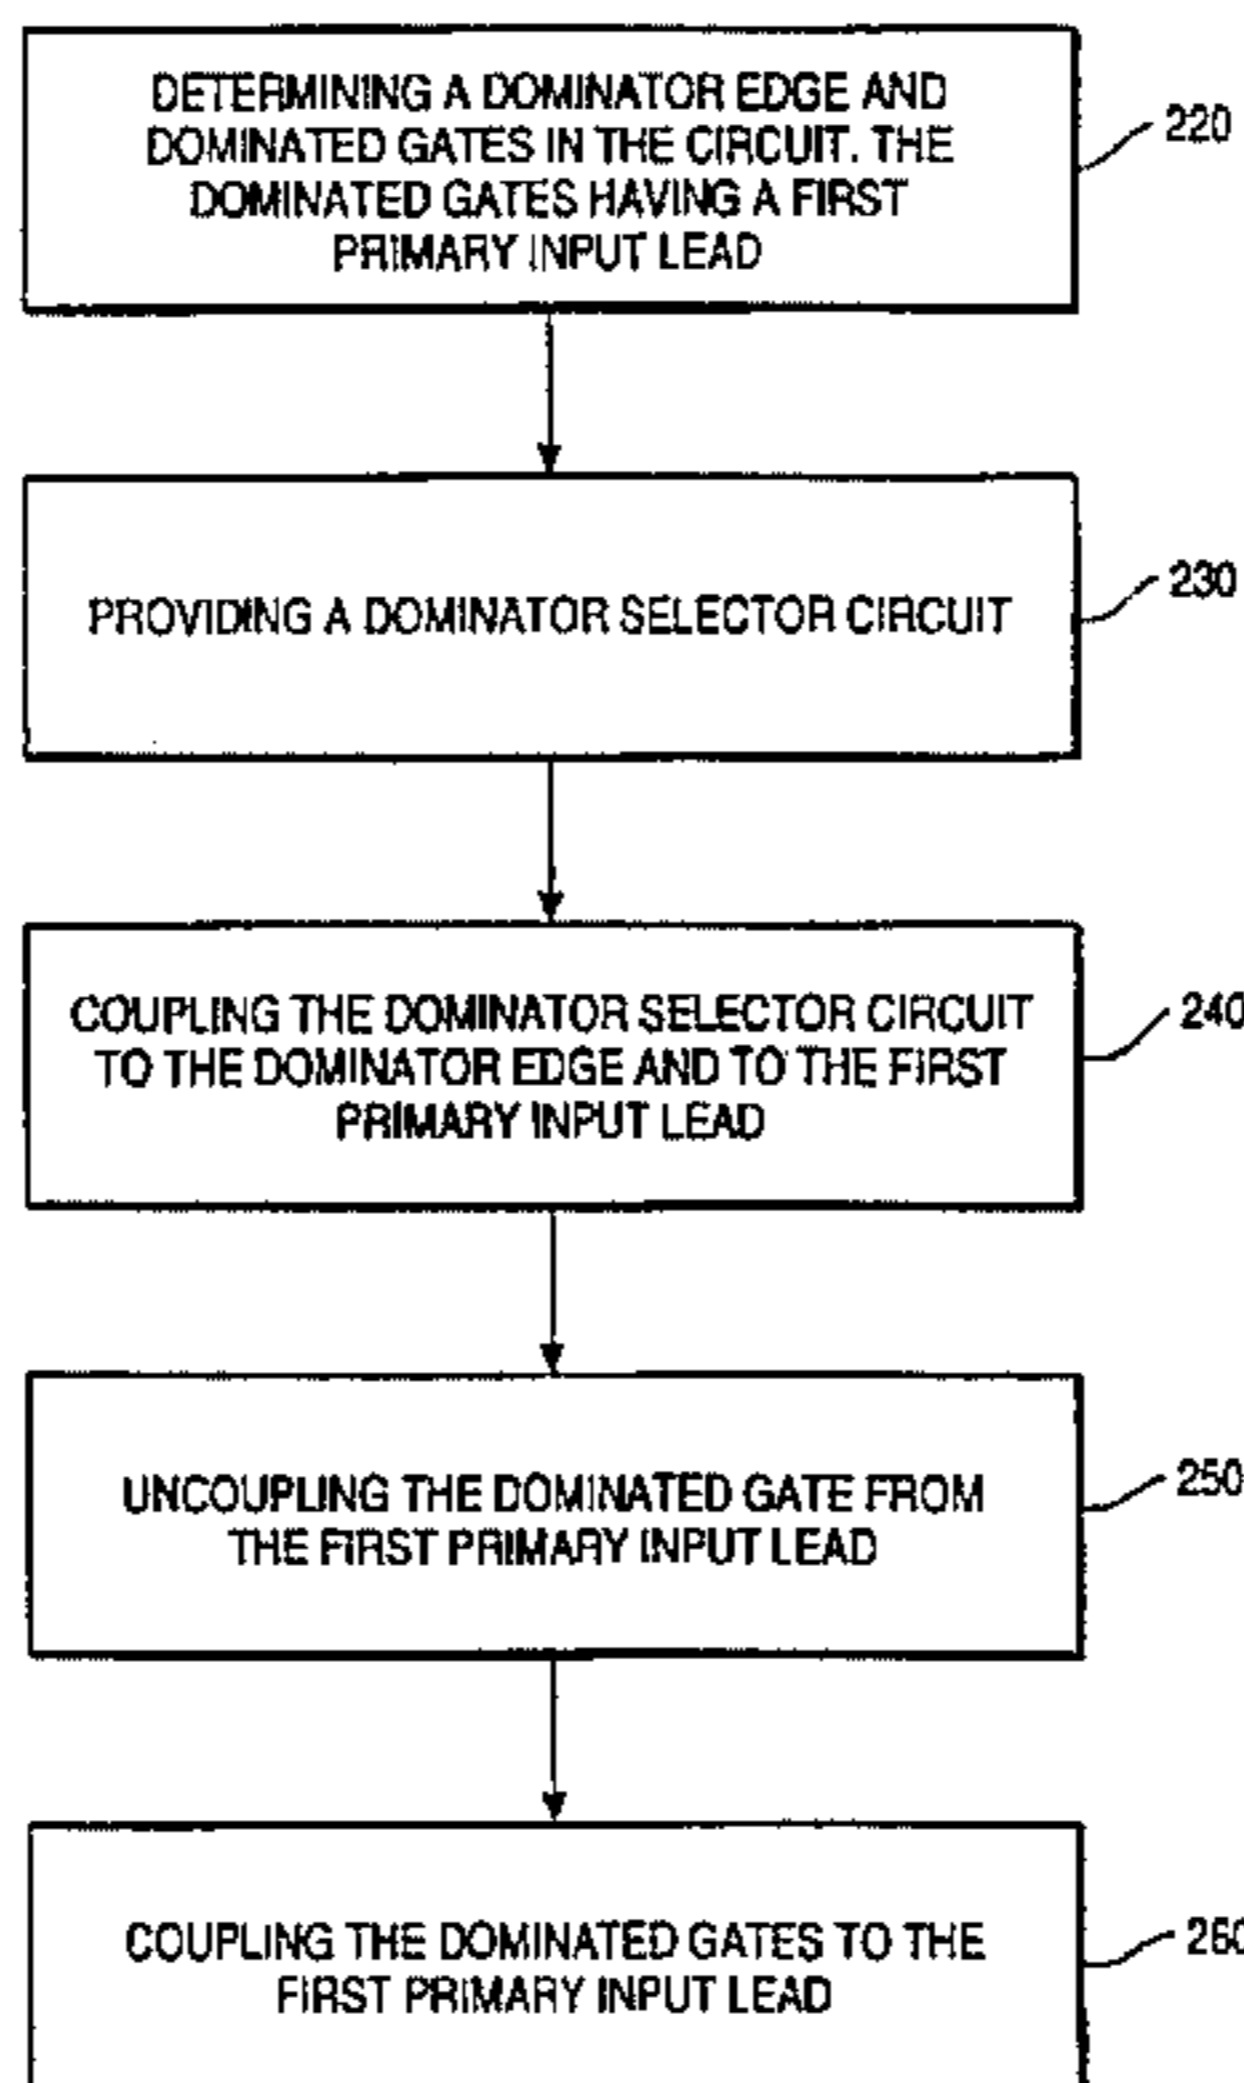 DETERMINING A DOMINATOR EDGE AND
DOMINATED GATES IN THE CIRCUIT. THE
DOMINATED GATES HAVING A FIRST
PRIMARY INPUT LEAD
220
PROVIDING A DOMINATOR SELECTOR CIRCUIT
230
COUPLING THE DOMINATOR SELECTOR CIRCUIT
TO THE DOMINATOR EDGE AND TO THE FIRST
PRIMARY INPUT LEAD
240
UNCOUPLING THE DOMINATED GATE FROM
THE FIRST PRIMARY INPUT LEAD
250
COUPLING THE DOMINATED GATES TO THE
FIRST PRIMARY INPUT LEAD
260